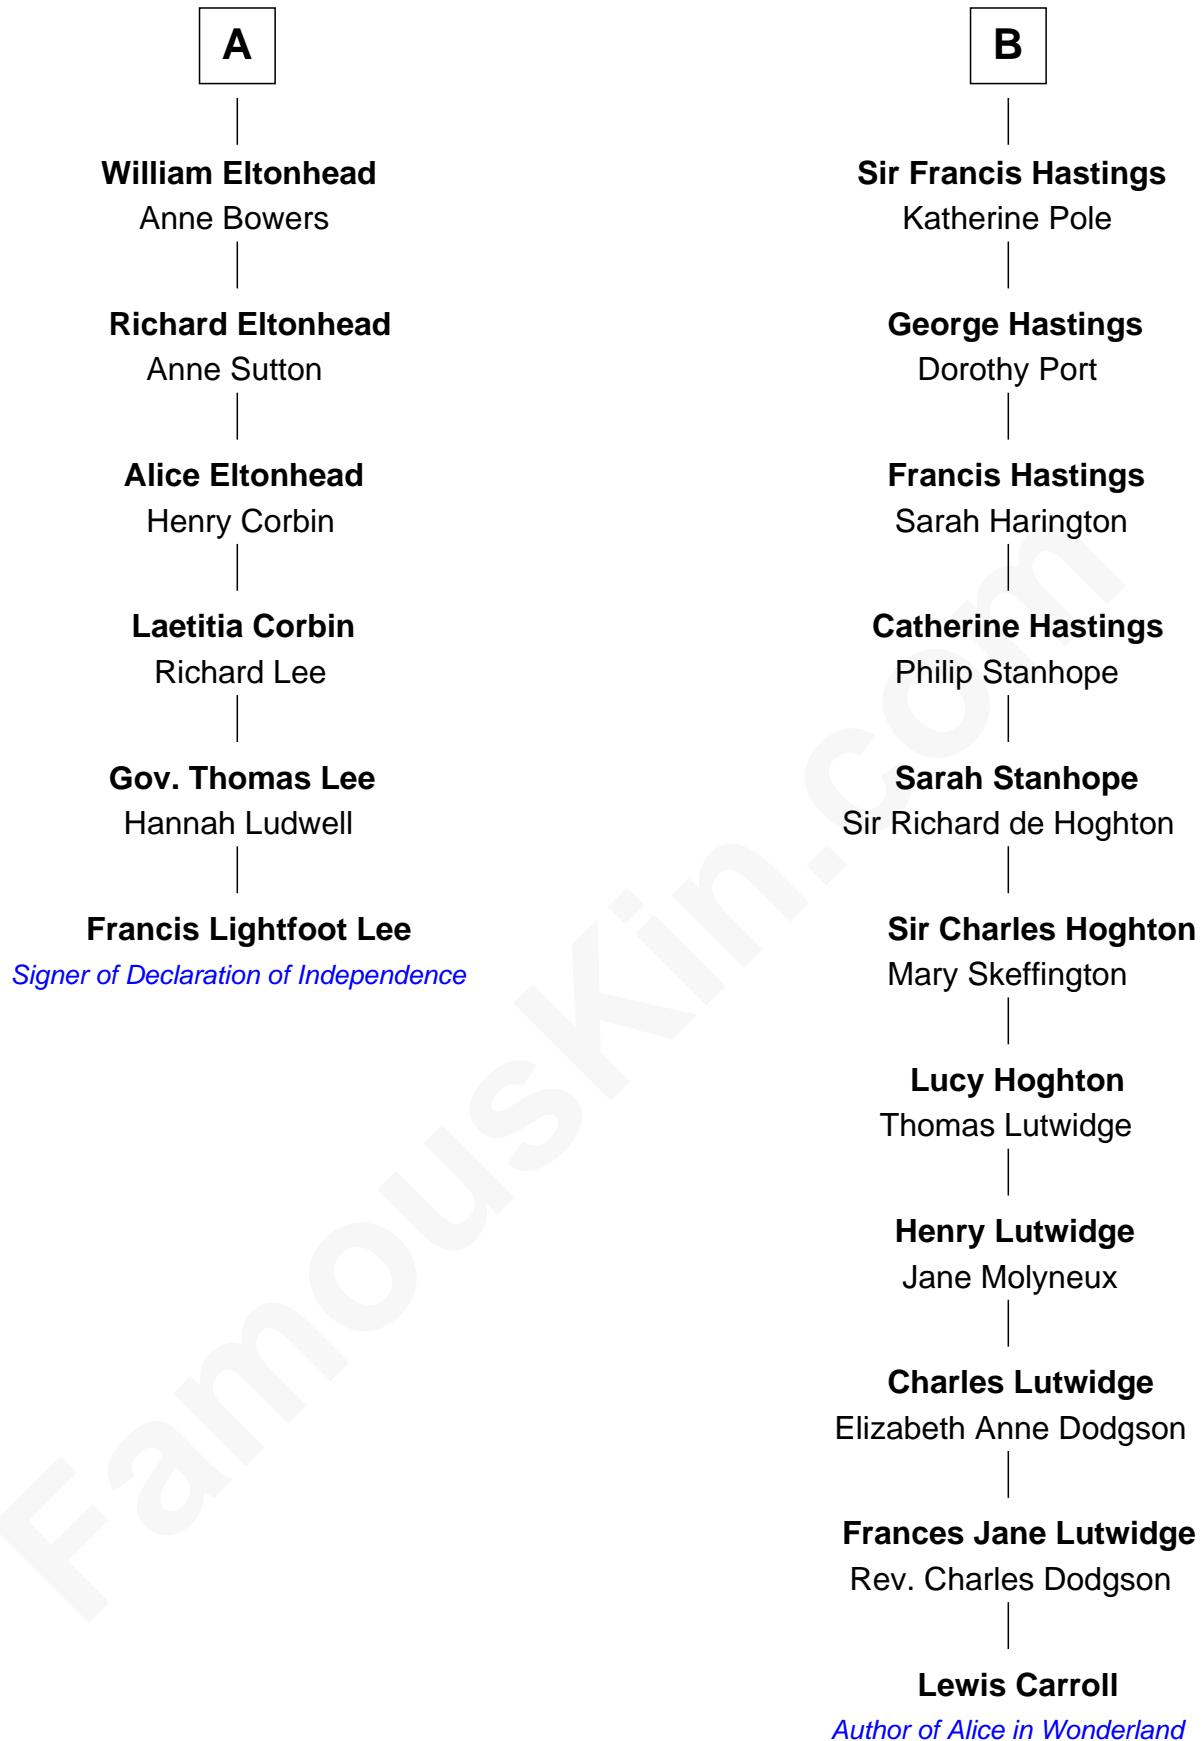 A
William Eltonhead
Anne Bowers
Richard Eltonhead
Anne Sutton
Alice Eltonhead
Henry Corbin
Laetitia Corbin
Richard Lee
Gov. Thomas Lee
Hannah Ludwell
Francis Lightfoot Lee
Signer of Declaration of Independence
B
Sir Francis Hastings
Katherine Pole
George Hastings
Dorothy Port
Francis Hastings
Sarah Harington
Catherine Hastings
Philip Stanhope
Sarah Stanhope
Sir Richard de Hoghton
Sir Charles Hoghton
Mary Skeffington
Lucy Hoghton
Thomas Lutwidge
Henry Lutwidge
Jane Molyneux
Charles Lutwidge
Elizabeth Anne Dodgson
Frances Jane Lutwidge
Rev. Charles Dodgson
Lewis Carroll
Author of Alice in Wonderland
FamousKin.com